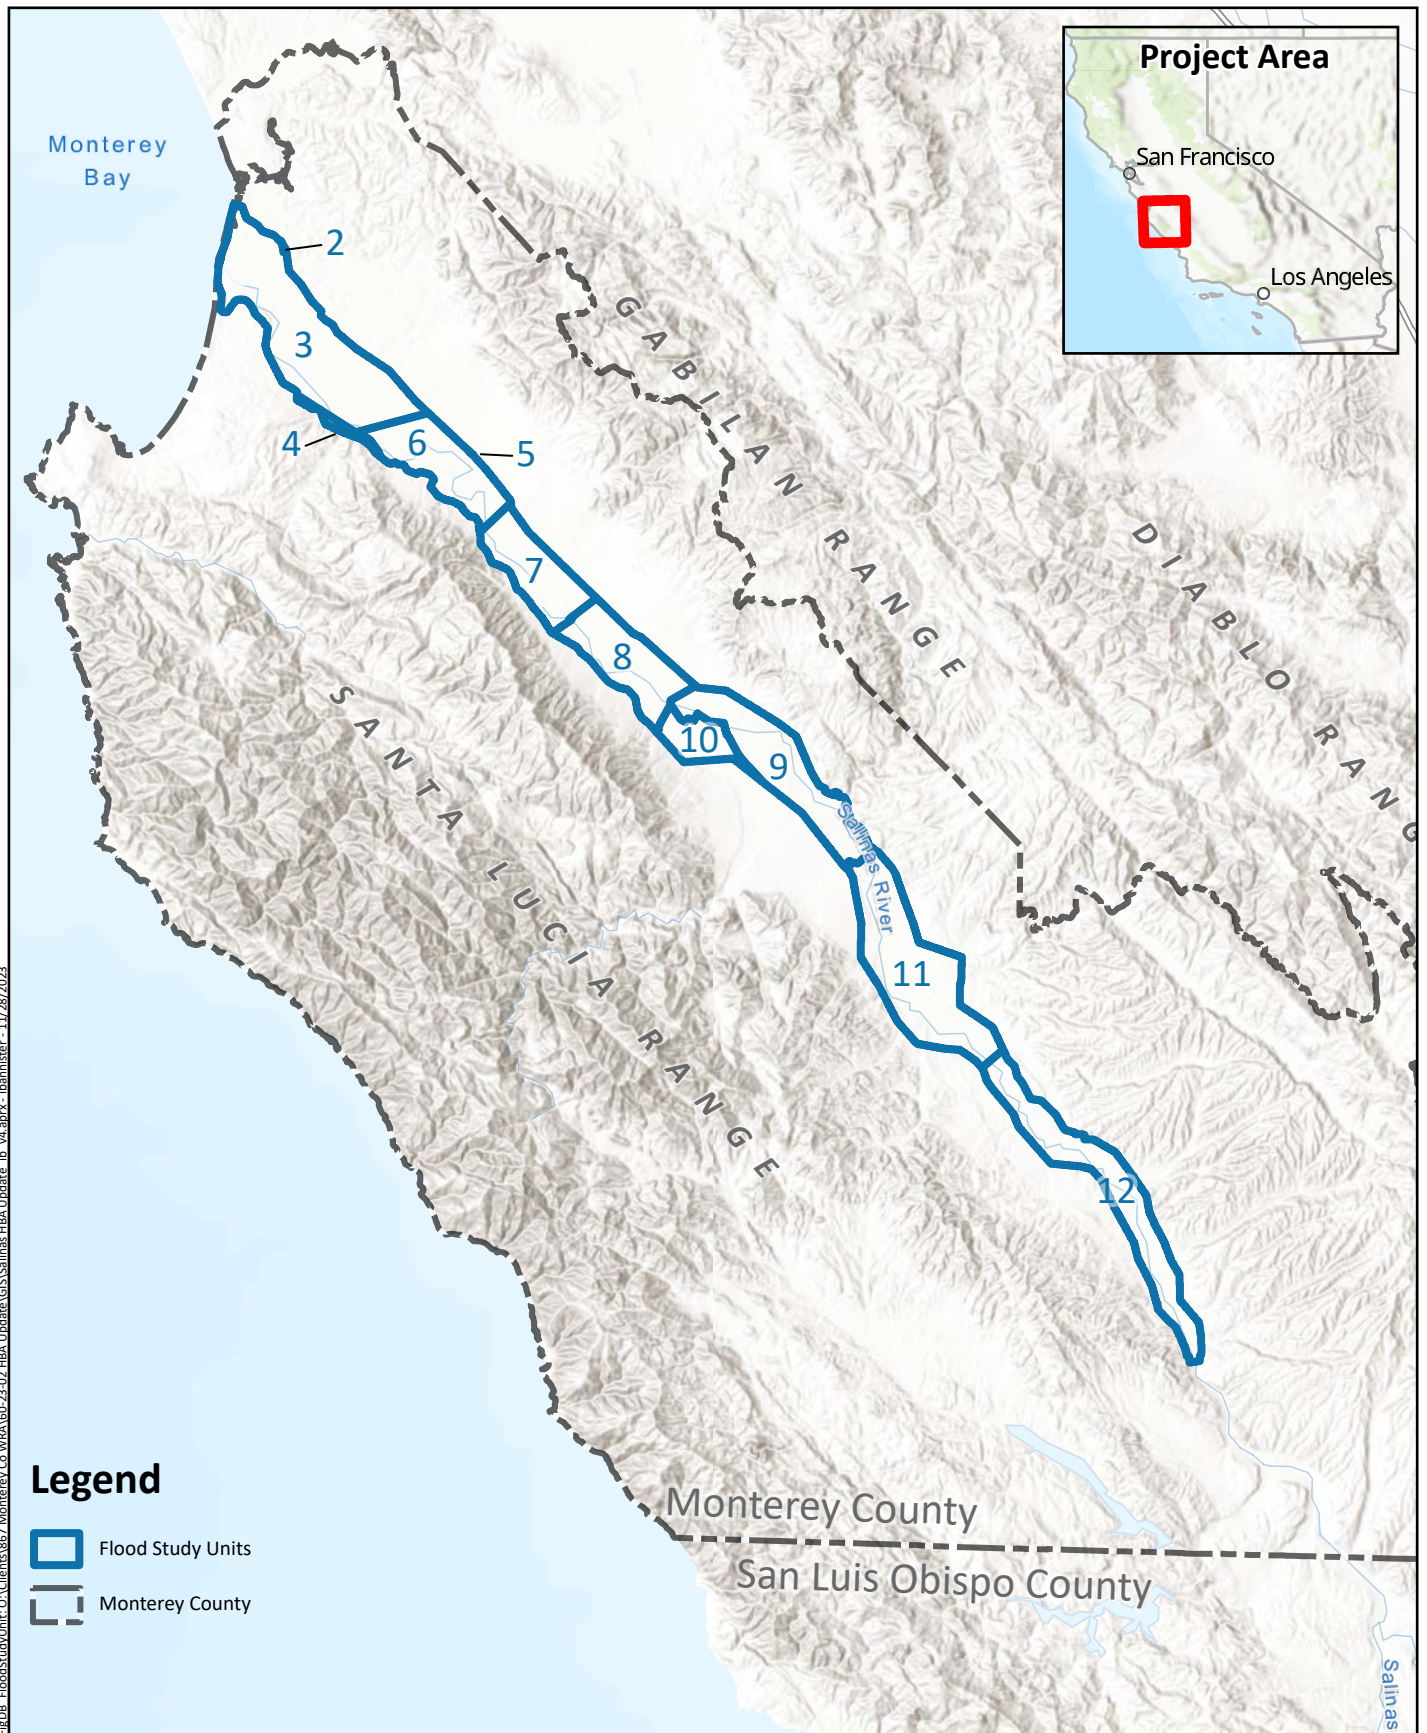 Project Area
San Francisco
Los Angeles
Monterey
Bay
2
3
4
6
5
7
8
10
9
11
12
GABILAN RANGE
DIABLO RANG
SANTA LUCIA RANGE
Salinas River
Monterey County
San Luis Obispo County
Salinas
Legend
Flood Study Units
Monterey County